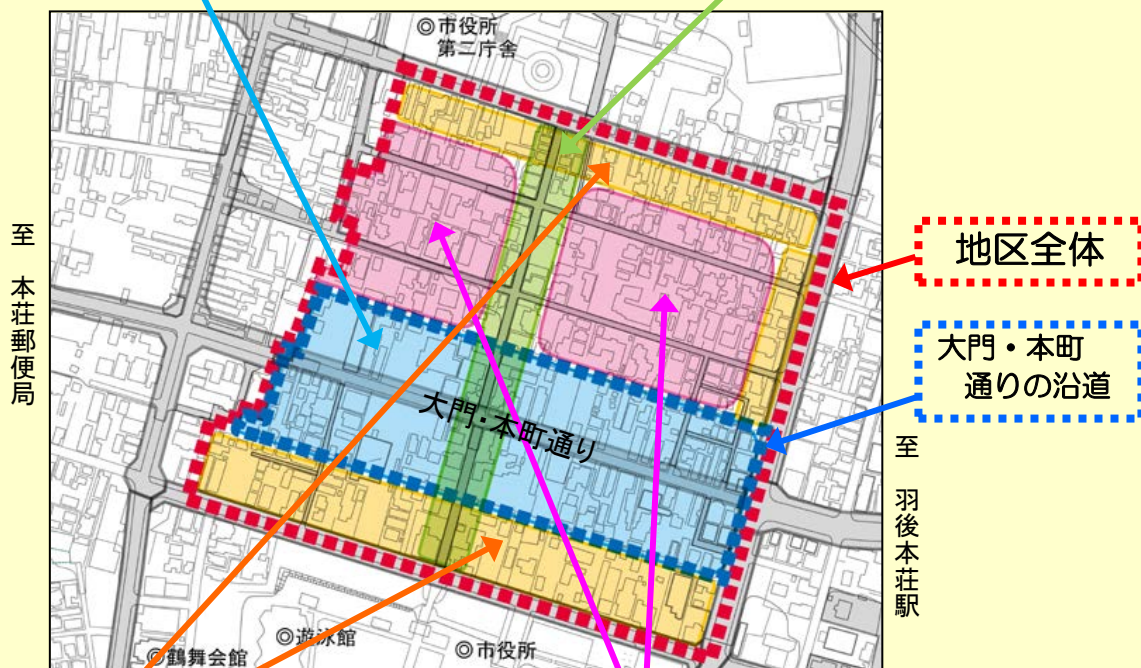 ◎市役所
第二庁舎
至 本荘郵便局
地区全体
大門・本町
通りの沿道
大門・本町通り
至 羽後本荘駅
◎遊泳館
◎市役所
◎鶴舞会館